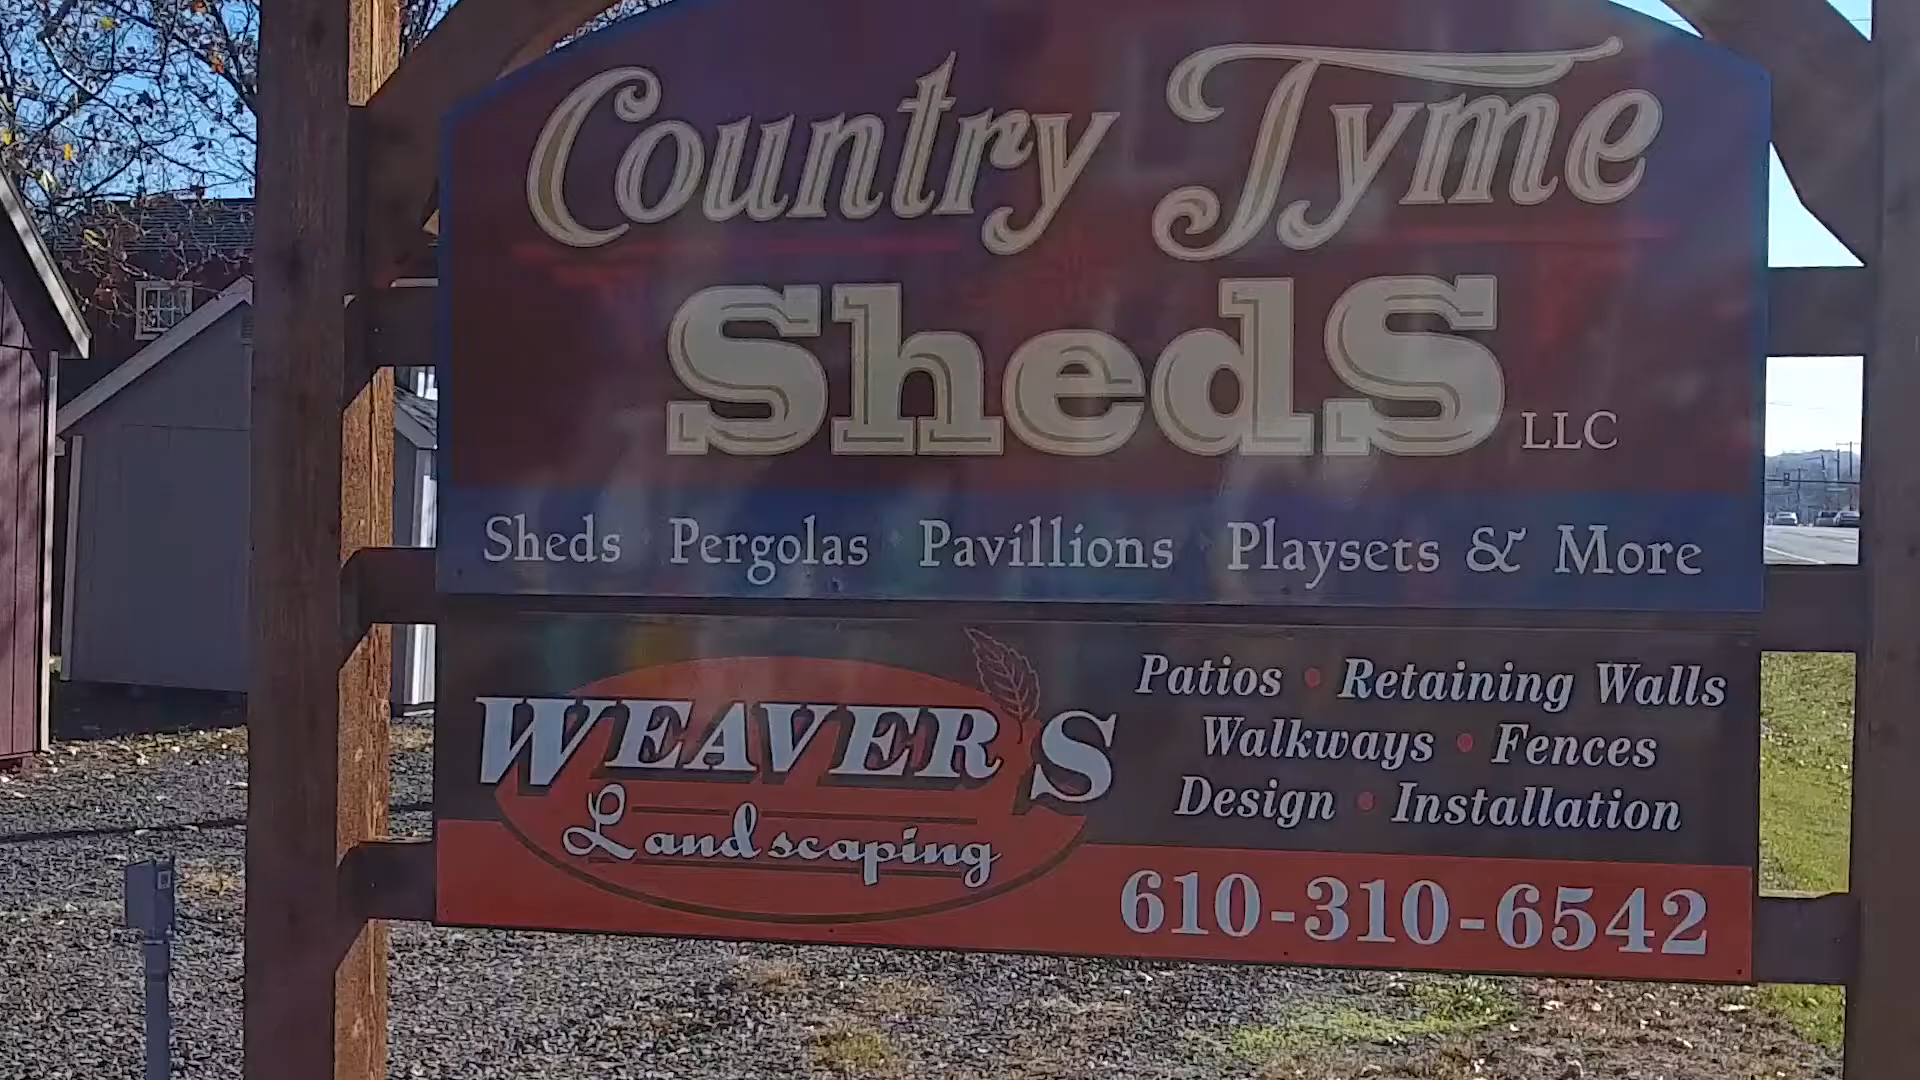 Country Tyme
ShedS LLC
Sheds Pergolas Pavillions Playsets & More
WEAVER'S
Landscaping
Patios • Retaining Walls
Walkways • Fences
Design • Installation
610-310-6542